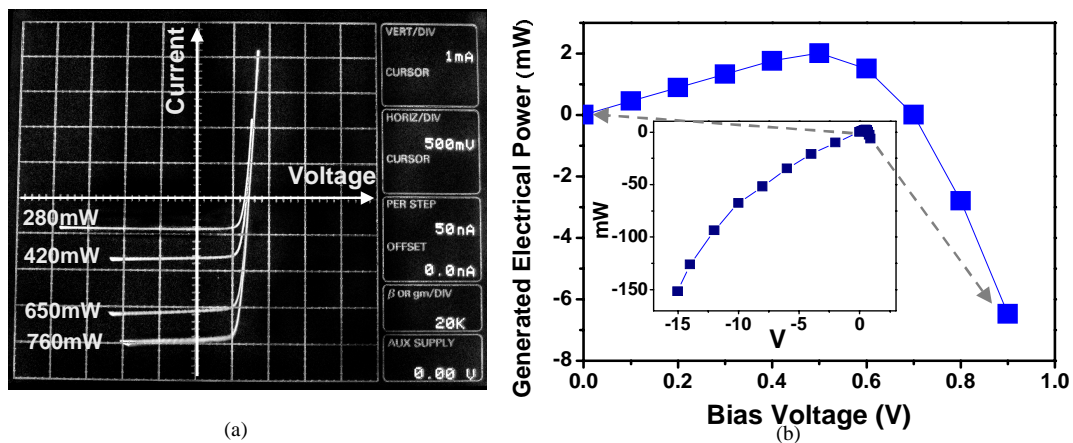 Current
Voltage
280mW
420mW
650mW
760mW
VERT/DIV
1mA
CURSOR
HORIZ/DIV
500mV
CURSOR
PER STEP
50nA
OFFSET
0.0nA
β OR gm/DIV
20K
AUX SUPPLY
0.00 V
(a)
Generated Electrical Power (mW)
2
0
-2
-4
-6
-8
0.0
0.2
0.4
0.6
0.8
1.0
Bias Voltage (V)
mW
0
-50
-100
-150
-15
-10
-5
0
V
(b)